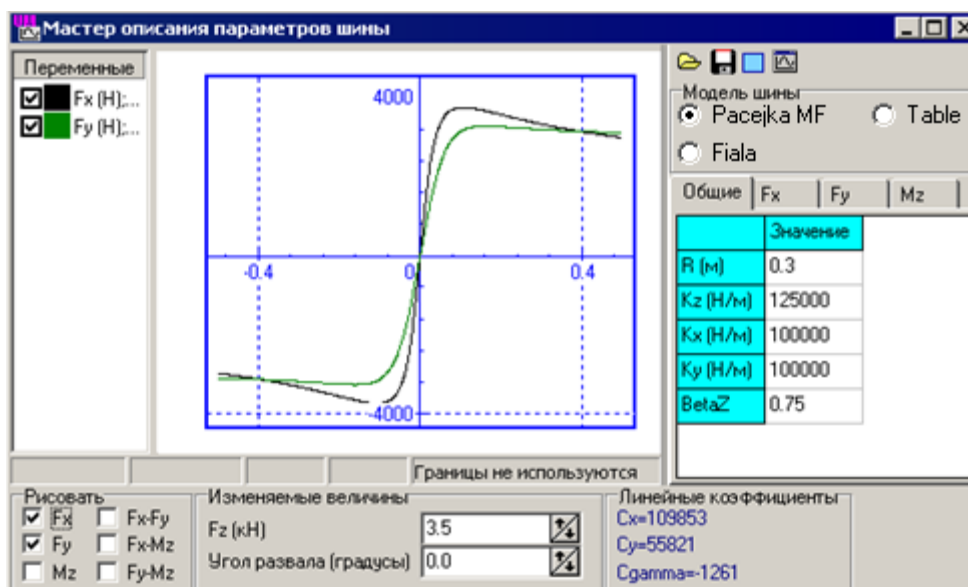 Мастер описания параметров шины
Переменные
Fx (Н);...
Fy (Н);...
4000
-0.4
0
0.4
-4000
Модель шины
Pacejka MF
Table
Fiala
Общие
Fx
Fy
Mz
Значение
R (м) 0.3
Kz (Н/м) 125000
Kx (Н/м) 100000
Ky (Н/м) 100000
BetaZ 0.75
Границы не используются
Рисовать
Fx Fx-Fy
Fy Fx-Mz
Mz Fy-Mz
Изменяемые величины
Fz (кН) 3.5
Угол развала (градусы) 0.0
Линейные коэффициенты
Cx=109853
Cy=55821
Cgamma=-1261